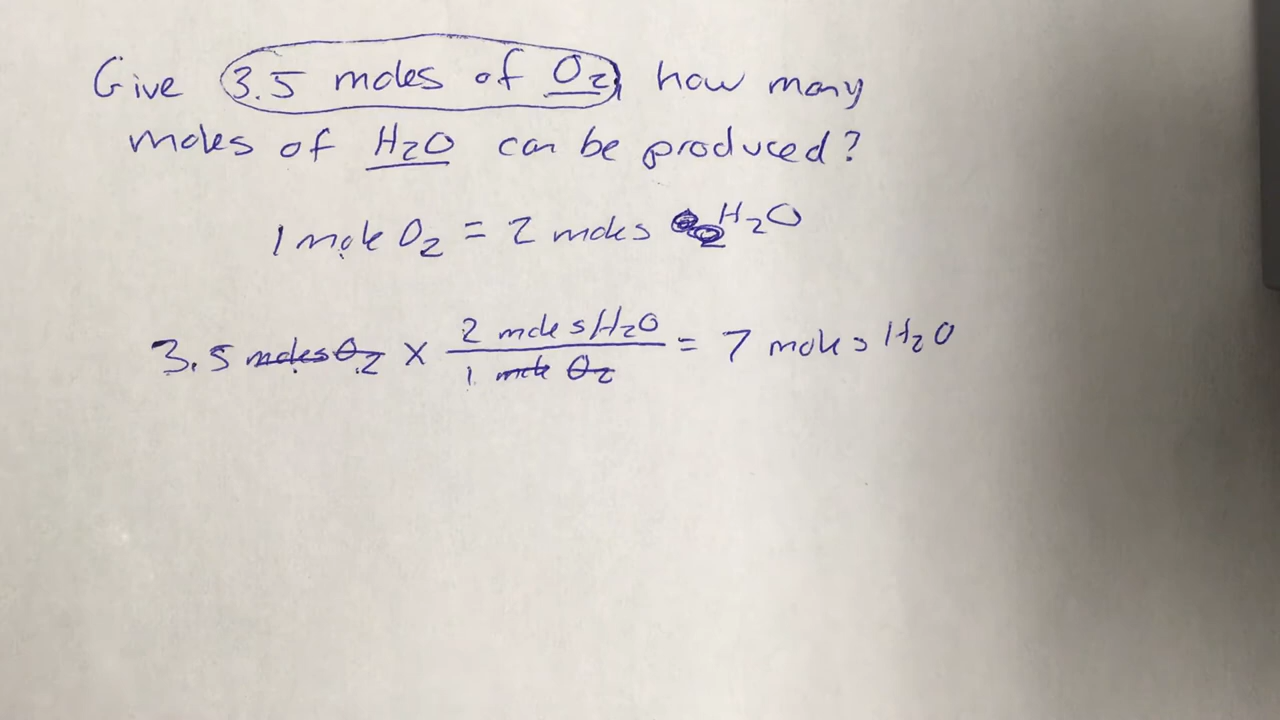 Give 3.5 moles of O₂, how many
moles of H₂O can be produced?
1 mole O₂ = 2 moles H₂O
3.5 moles O₂ × 2 moles H₂O / 1 mole O₂ = 7 moles H₂O